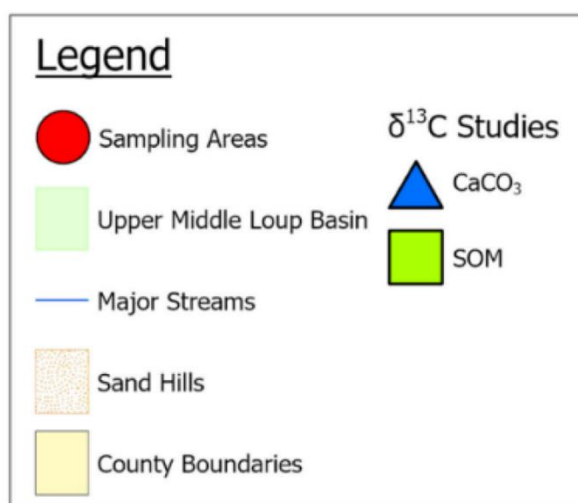 Legend
Sampling Areas
Upper Middle Loup Basin
Major Streams
Sand Hills
County Boundaries
δ¹³C Studies
CaCO₃
SOM